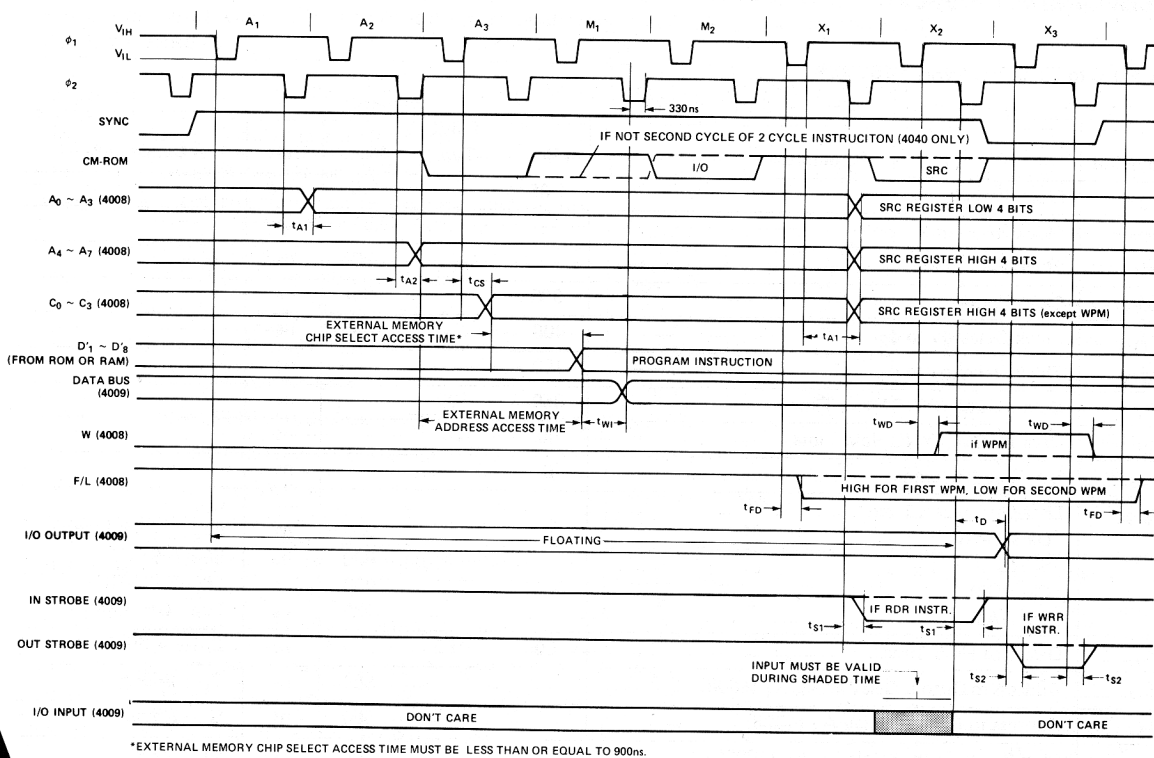 A1 A2 A3 M1 M2 X1 X2 X3
φ1 VIH
VIL
φ2
330 ns
SYNC
IF NOT SECOND CYCLE OF 2 CYCLE INSTRUCITON (4040 ONLY)
CM-ROM
I/O
SRC
A0 ~ A3 (4008)
SRC REGISTER LOW 4 BITS
tA1
A4 ~ A7 (4008)
SRC REGISTER HIGH 4 BITS
tA2 tCS
C0 ~ C3 (4008)
SRC REGISTER HIGH 4 BITS (except WPM)
EXTERNAL MEMORY
CHIP SELECT ACCESS TIME*
tA1
D'1 ~ D'8
(FROM ROM OR RAM)
PROGRAM INSTRUCTION
DATA BUS
(4009)
EXTERNAL MEMORY
ADDRESS ACCESS TIME
tWI
tWD tWD
W (4008)
if WPM
F/L (4008)
HIGH FOR FIRST WPM, LOW FOR SECOND WPM
tFD tFD
tD
I/O OUTPUT (4009)
FLOATING
IN STROBE (4009)
IF RDR INSTR.
IF WRR
INSTR.
tS1 tS1
OUT STROBE (4009)
tS2 tS2
INPUT MUST BE VALID
DURING SHADED TIME
I/O INPUT (4009)
DON'T CARE
DON'T CARE
*EXTERNAL MEMORY CHIP SELECT ACCESS TIME MUST BE LESS THAN OR EQUAL TO 900ns.